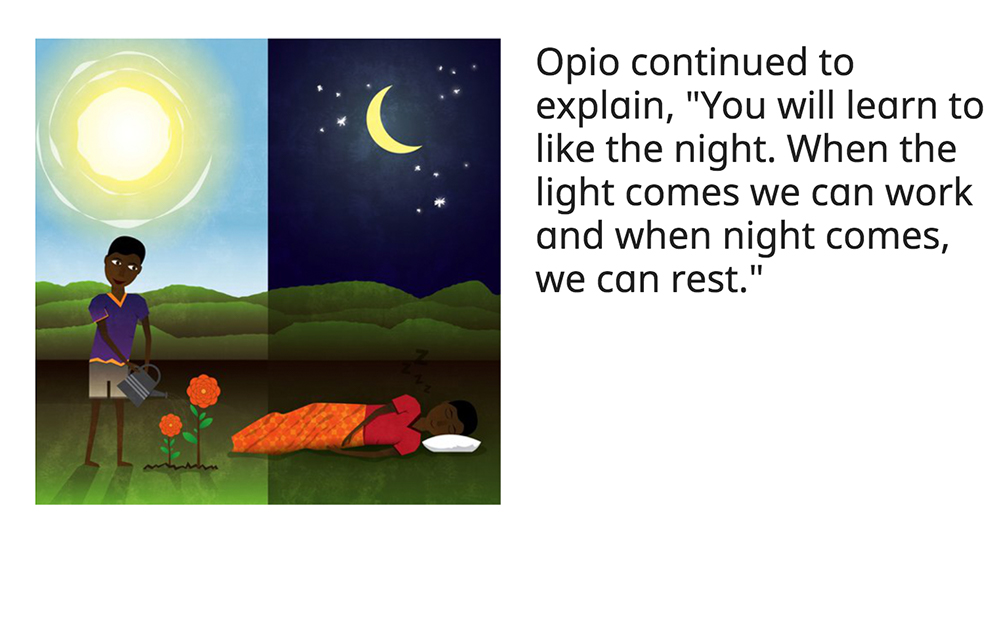 Opio continued to
explain, "You will learn to
like the night. When the
light comes we can work
and when night comes,
we can rest."
z
z
z
z